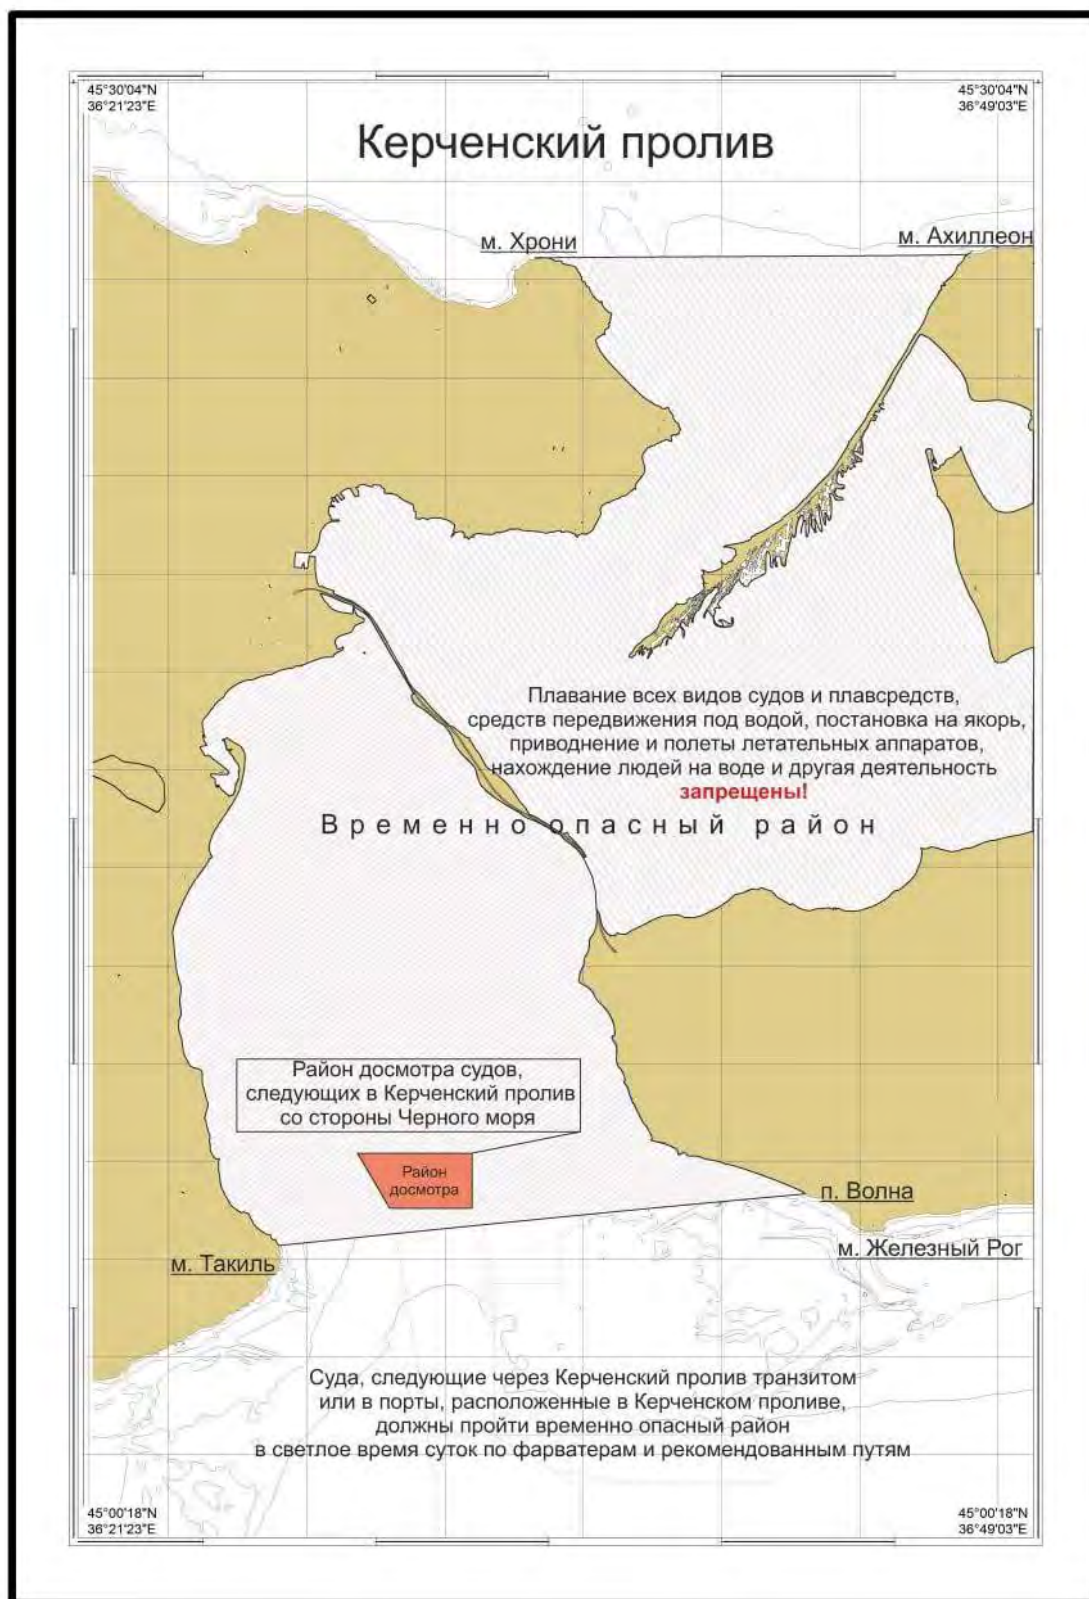 45°30'04"N
36°21'23"E
45°30'04"N
36°49'03"E
Керченский пролив
м. Хрони
м. Ахиллеон
Плавание всех видов судов и плавсредств,
средств передвижения под водой, постановка на якорь,
приводнение и полеты летательных аппаратов,
нахождение людей на воде и другая деятельность
запрещены!
Временно опасный район
Район досмотра судов,
следующих в Керченский пролив
со стороны Черного моря
Район
досмотра
п. Волна
м. Железный Рог
м. Такиль
Суда, следующие через Керченский пролив транзитом
или в порты, расположенные в Керченском проливе,
должны пройти временно опасный район
в светлое время суток по фарватерам и рекомендованным путям
45°00'18"N
36°21'23"E
45°00'18"N
36°49'03"E